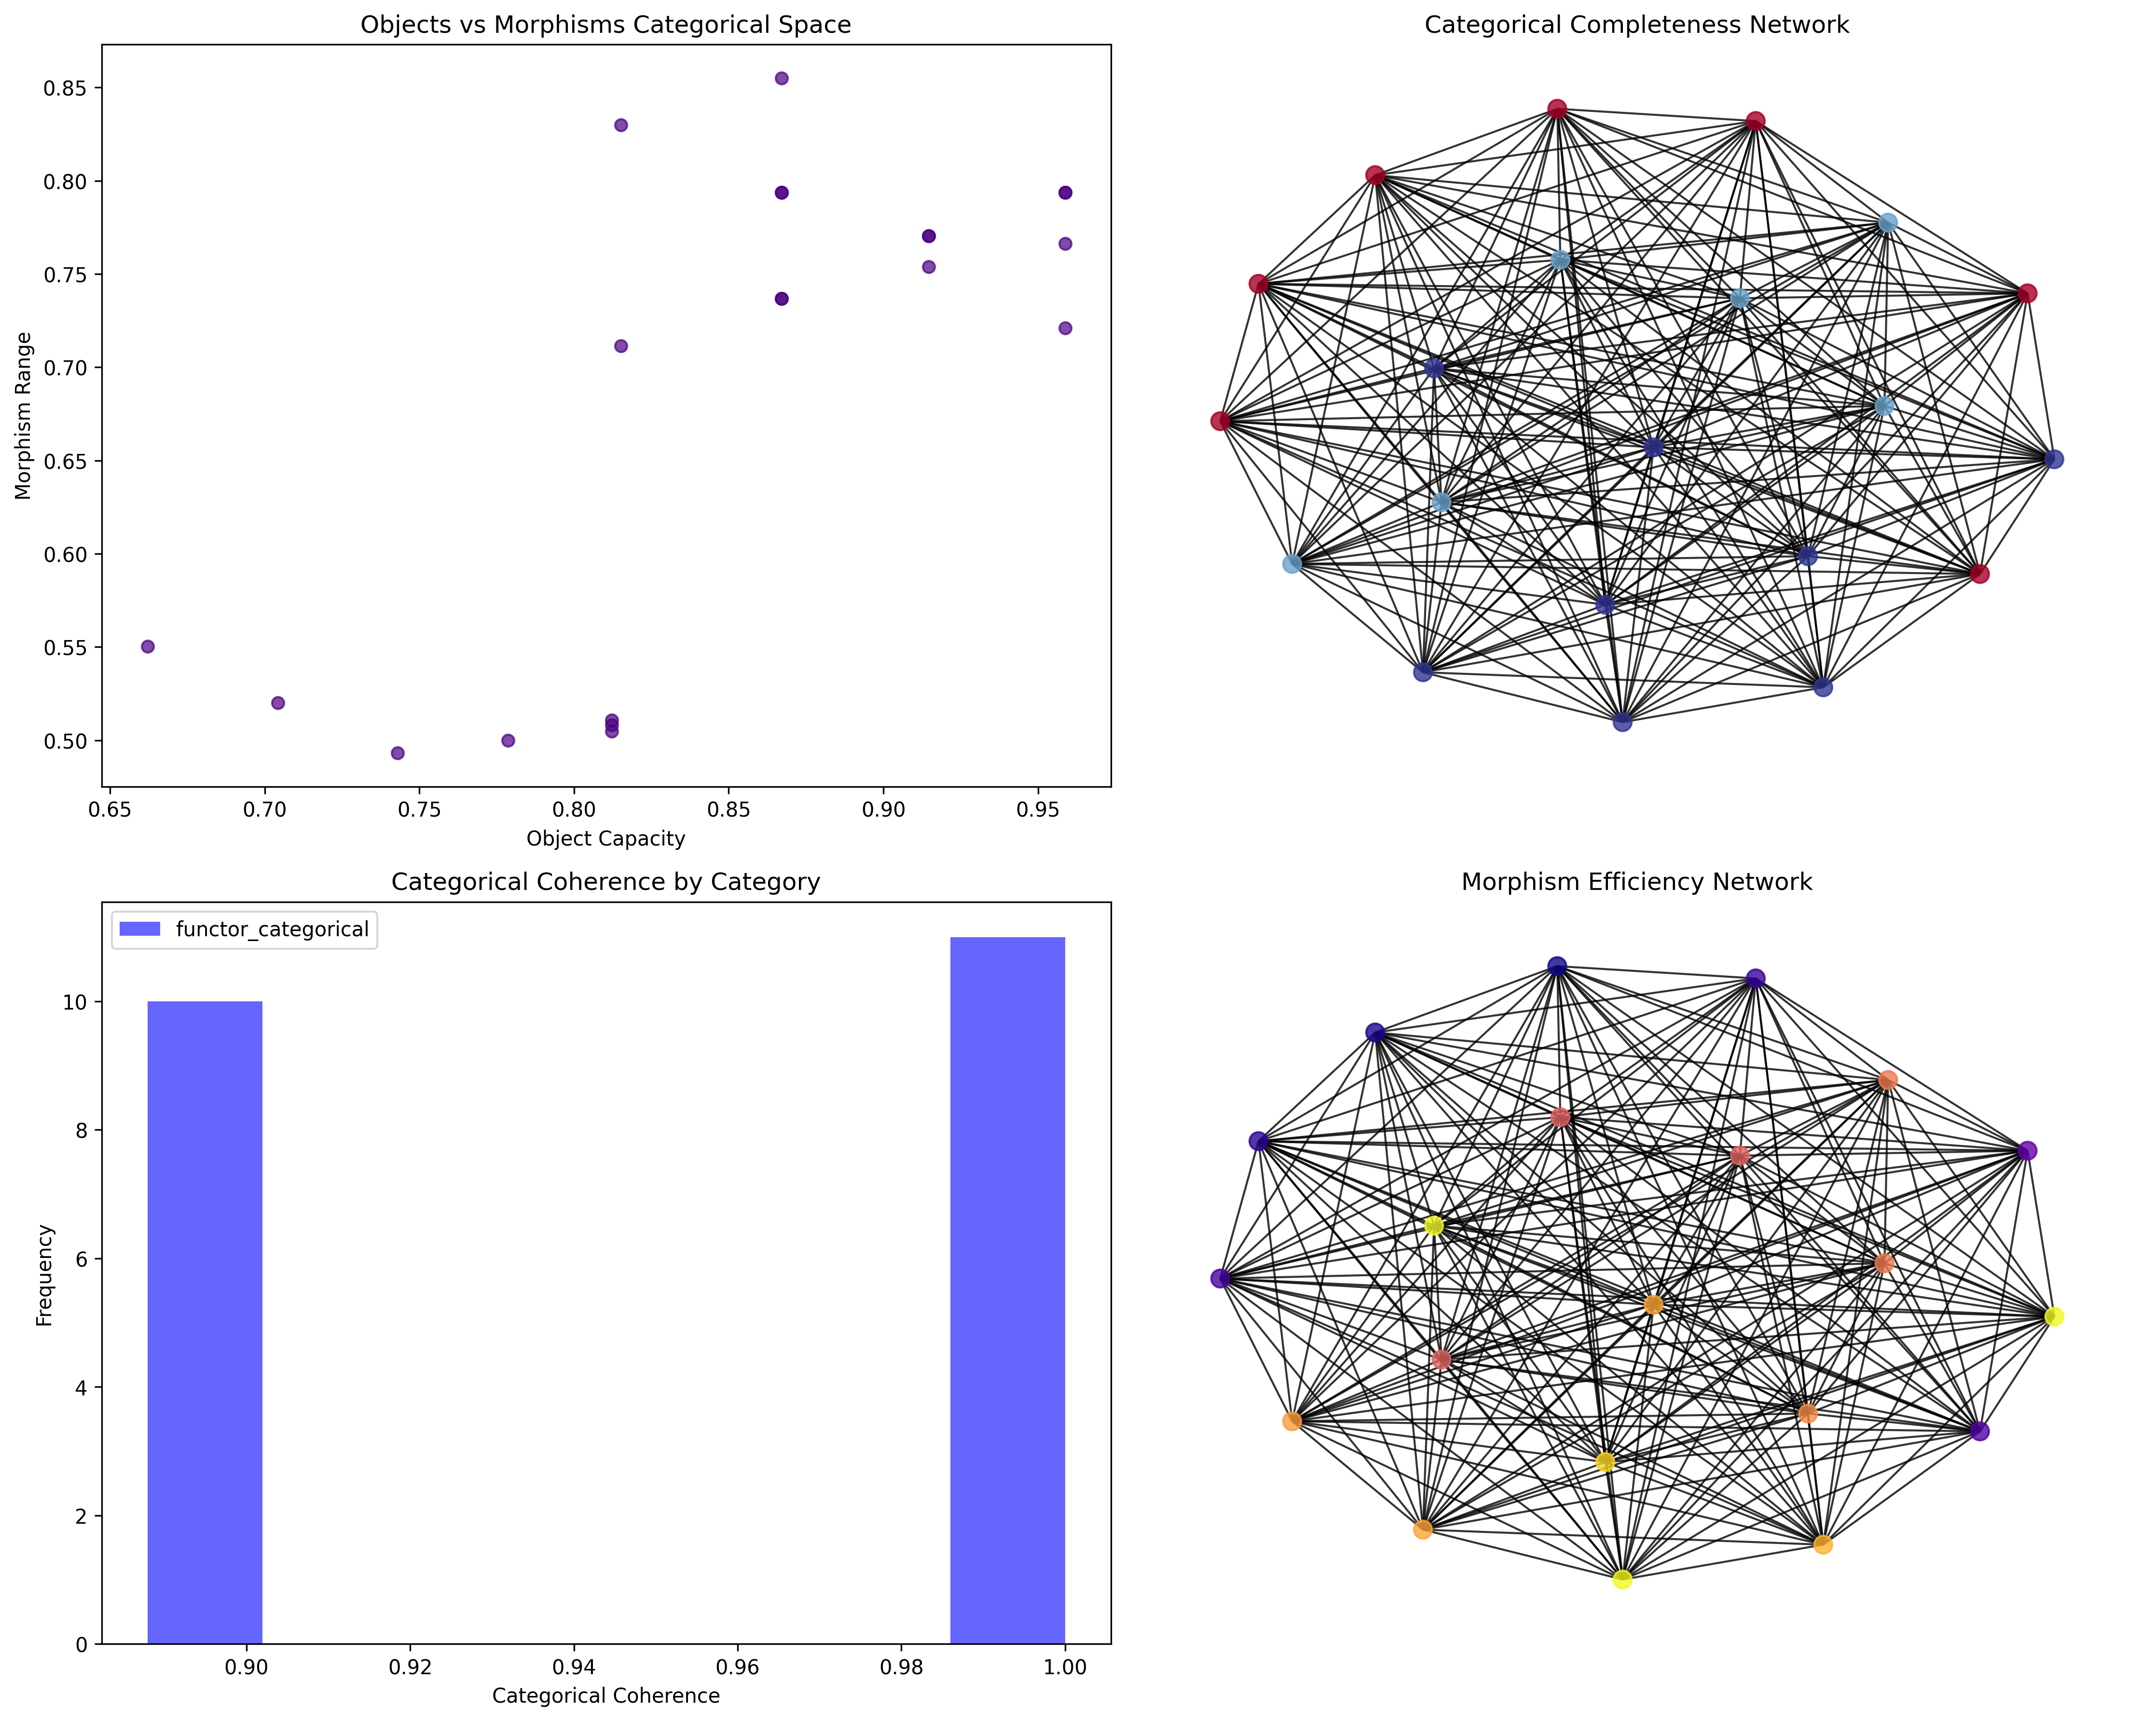 Objects vs Morphisms Categorical Space
0.85
0.80
0.75
0.70
0.65
0.60
0.55
0.50
Morphism Range
0.65 0.70 0.75 0.80 0.85 0.90 0.95
Object Capacity
Categorical Completeness Network
Categorical Coherence by Category
functor_categorical
10
8
6
4
2
0
Frequency
0.90 0.92 0.94 0.96 0.98 1.00
Categorical Coherence
Morphism Efficiency Network